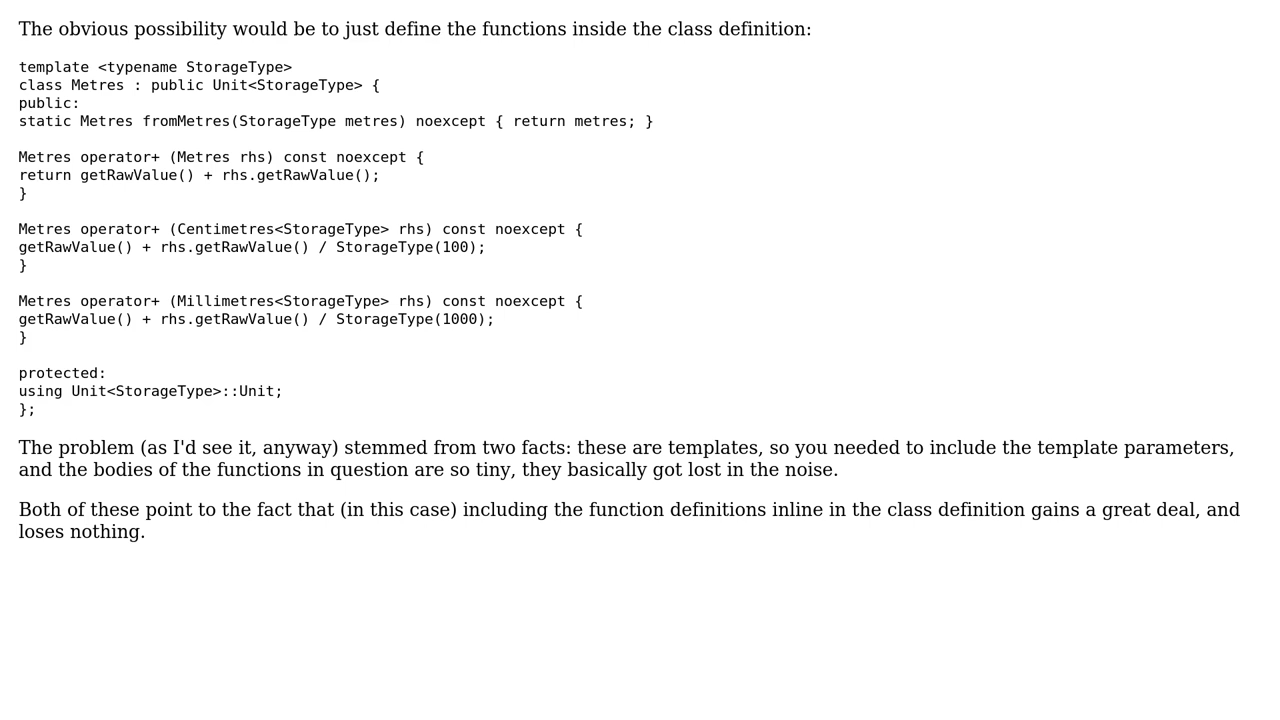 The obvious possibility would be to just define the functions inside the class definition:
template <typename StorageType>
class Metres : public Unit<StorageType> {
public:
static Metres fromMetres(StorageType metres) noexcept { return metres; }
Metres operator+ (Metres rhs) const noexcept {
return getRawValue() + rhs.getRawValue();
}
Metres operator+ (Centimetres<StorageType> rhs) const noexcept {
getRawValue() + rhs.getRawValue() / StorageType(100);
}
Metres operator+ (Millimetres<StorageType> rhs) const noexcept {
getRawValue() + rhs.getRawValue() / StorageType(1000);
}
protected:
using Unit<StorageType>::Unit;
};
The problem (as I'd see it, anyway) stemmed from two facts: these are templates, so you needed to include the template parameters,
and the bodies of the functions in question are so tiny, they basically got lost in the noise.
Both of these point to the fact that (in this case) including the function definitions inline in the class definition gains a great deal, and
loses nothing.